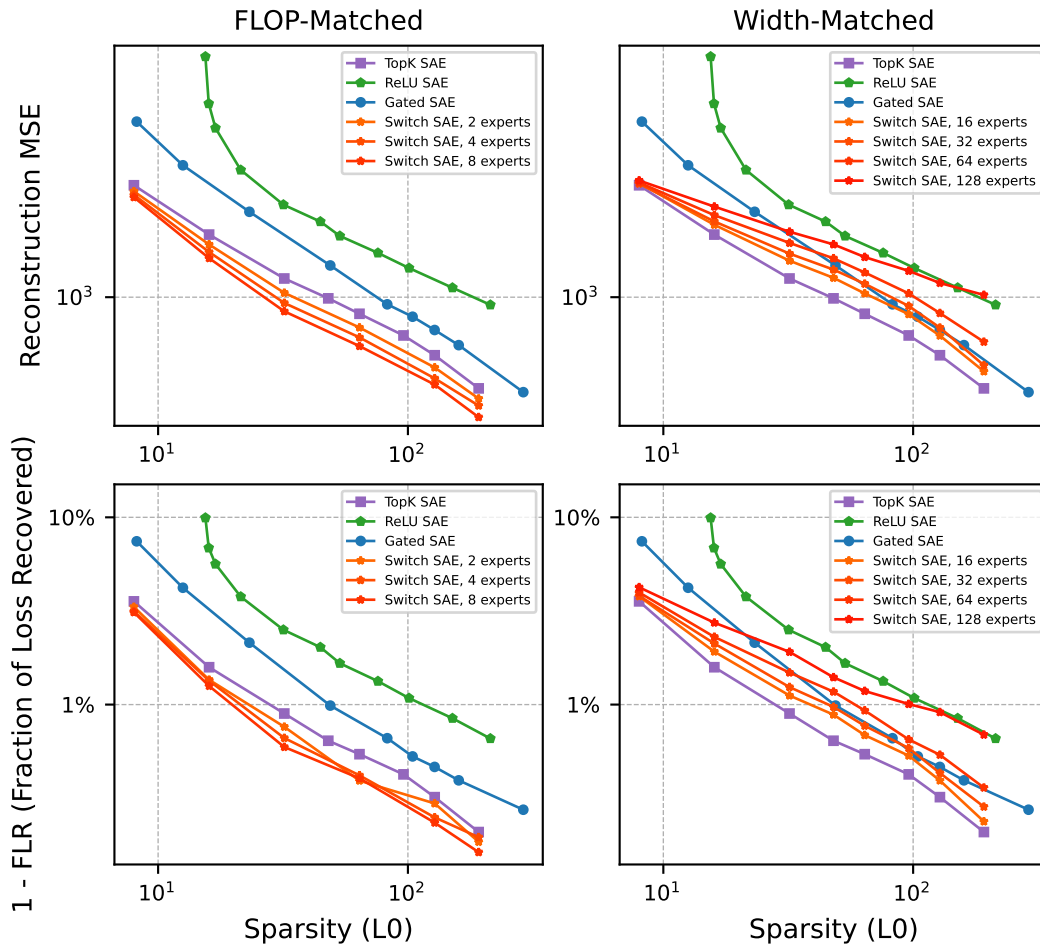 FLOP-Matched
Width-Matched
Reconstruction MSE
10³
TopK SAE
ReLU SAE
Gated SAE
Switch SAE, 2 experts
Switch SAE, 4 experts
Switch SAE, 8 experts
10¹
10²
10³
TopK SAE
ReLU SAE
Gated SAE
Switch SAE, 16 experts
Switch SAE, 32 experts
Switch SAE, 64 experts
Switch SAE, 128 experts
10¹
10²
1 - FLR (Fraction of Loss Recovered)
10%
1%
TopK SAE
ReLU SAE
Gated SAE
Switch SAE, 2 experts
Switch SAE, 4 experts
Switch SAE, 8 experts
10¹
10²
Sparsity (L0)
10%
1%
TopK SAE
ReLU SAE
Gated SAE
Switch SAE, 16 experts
Switch SAE, 32 experts
Switch SAE, 64 experts
Switch SAE, 128 experts
10¹
10²
Sparsity (L0)